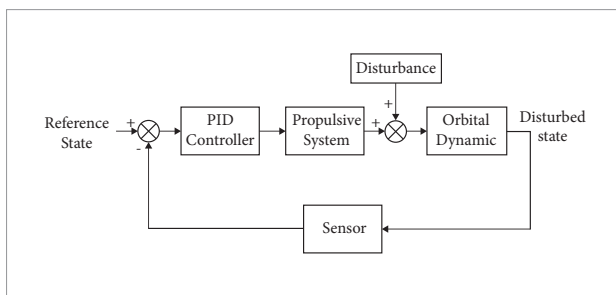 Disturbance
+
Reference
State
+
-
PID
Controller
Propulsive
System
+
Orbital
Dynamic
Disturbed
state
Sensor